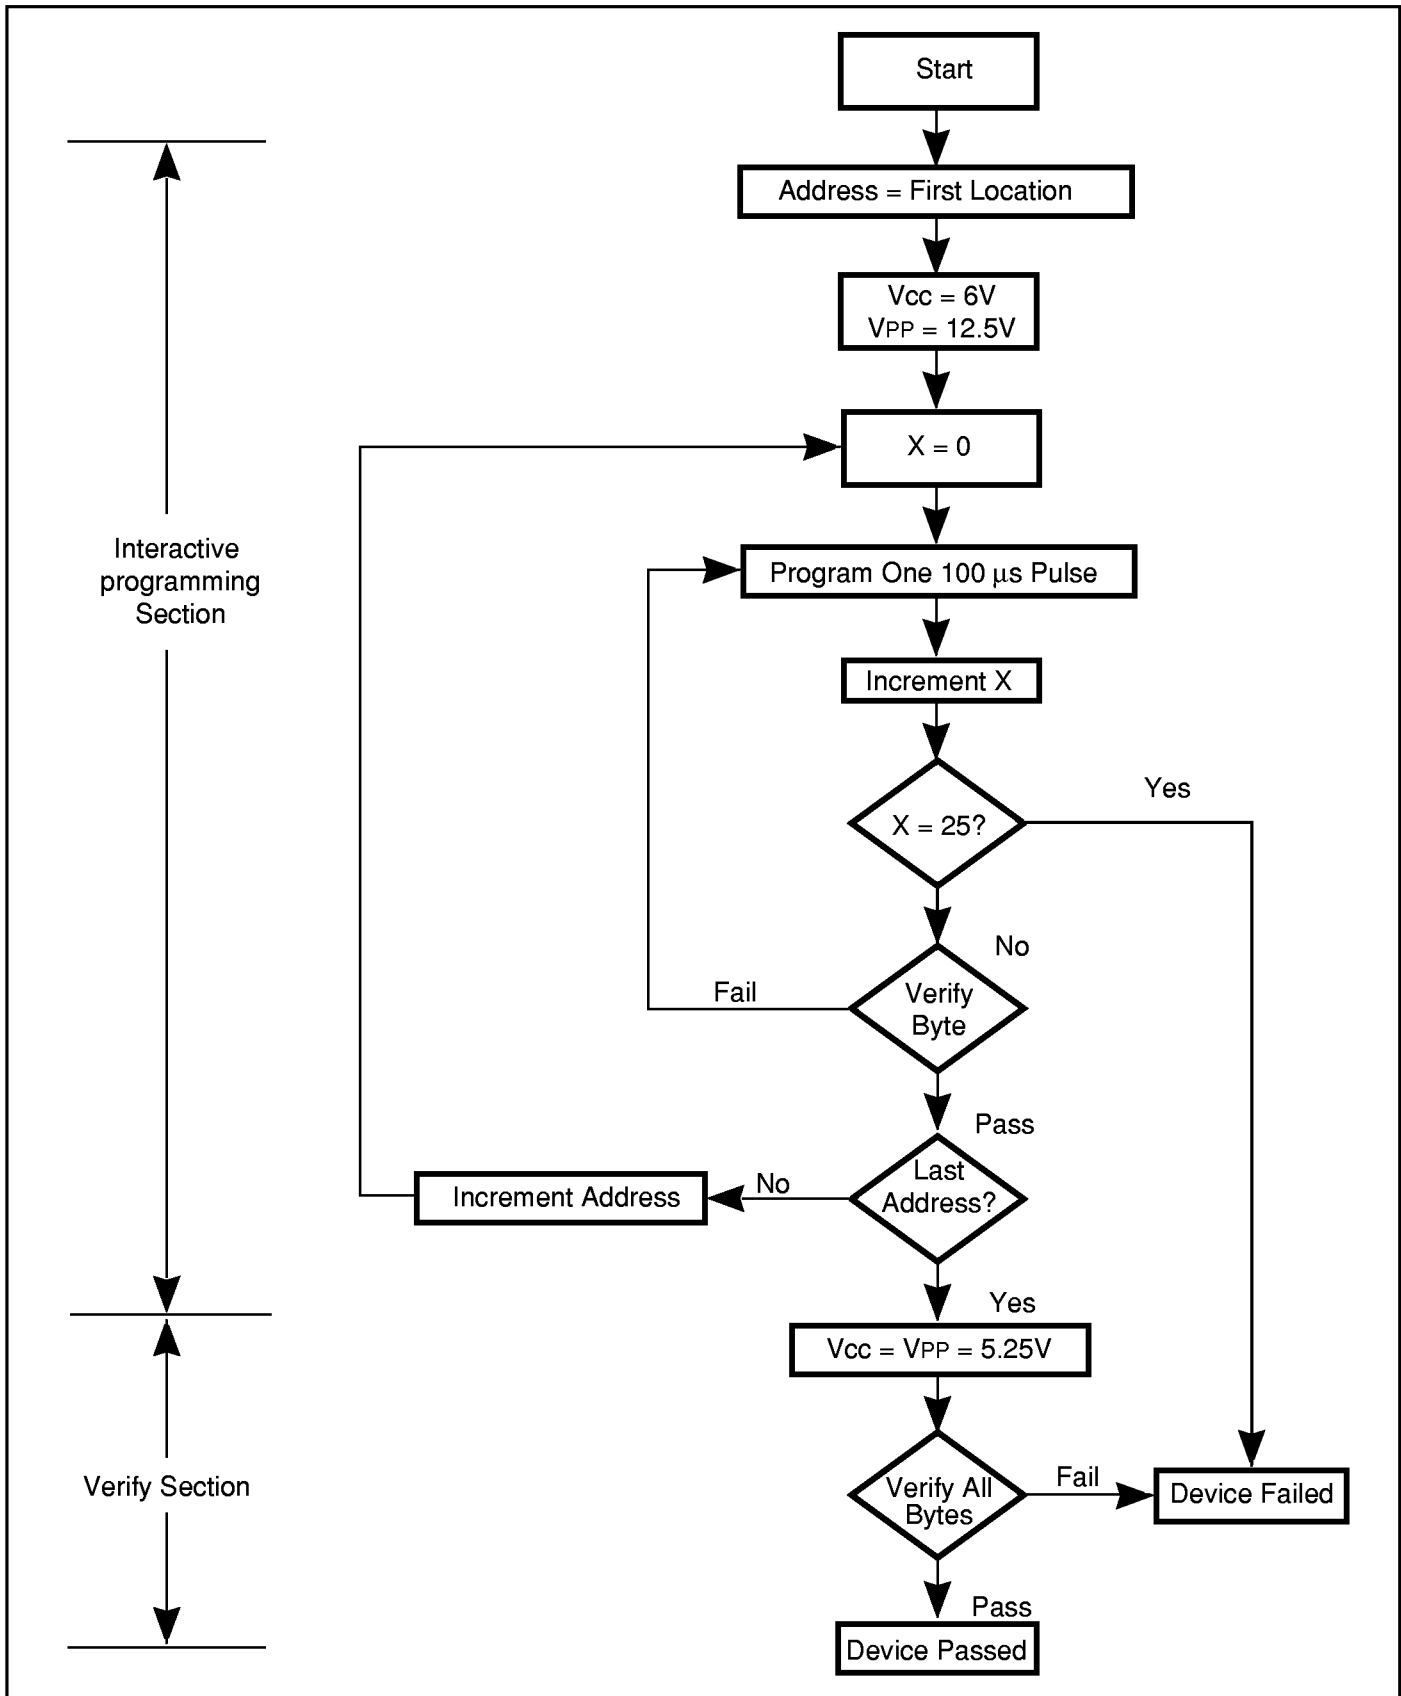 Start
Address = First Location
Vcc = 6V
VPP = 12.5V
X = 0
Interactive
programming
Section
Program One 100 µs Pulse
Increment X
X = 25?
Yes
No
Verify
Byte
Fail
Pass
Last
Address?
No
Increment Address
Yes
Vcc = VPP = 5.25V
Verify Section
Verify All
Bytes
Fail
Device Failed
Pass
Device Passed